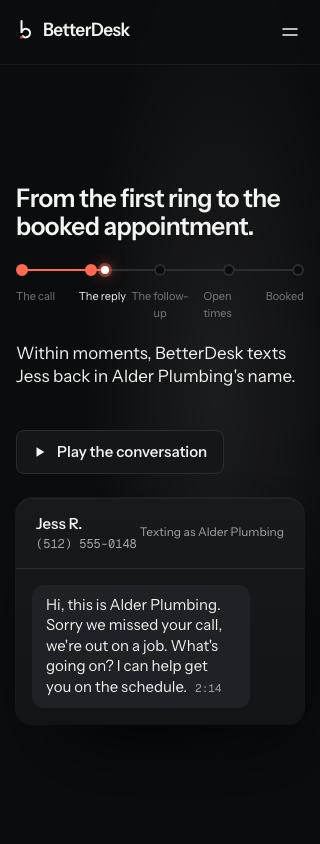 BetterDesk
From the first ring to the
booked appointment.
The call
The reply
The follow-
up
Open
times
Booked
Within moments, BetterDesk texts
Jess back in Alder Plumbing's name.
Play the conversation
Jess R.
(512) 555-0148
Texting as Alder Plumbing
Hi, this is Alder Plumbing.
Sorry we missed your call,
we're out on a job. What's
going on? I can help get
you on the schedule. 2:14